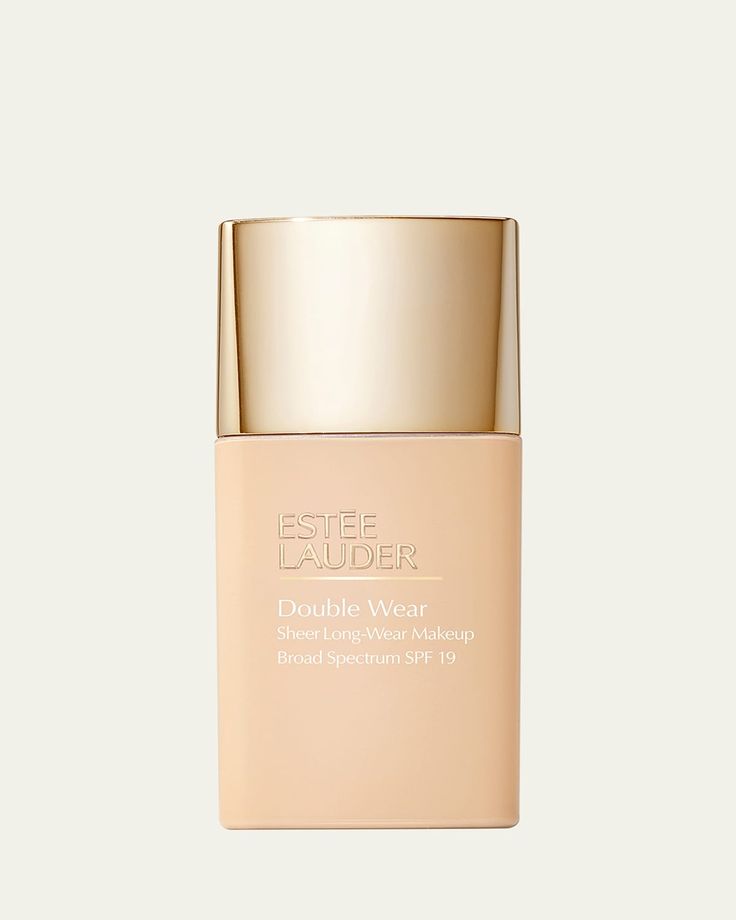 ESTĒE
LAUDER
Double Wear
Sheer Long-Wear Makeup
Broad Spectrum SPF 19